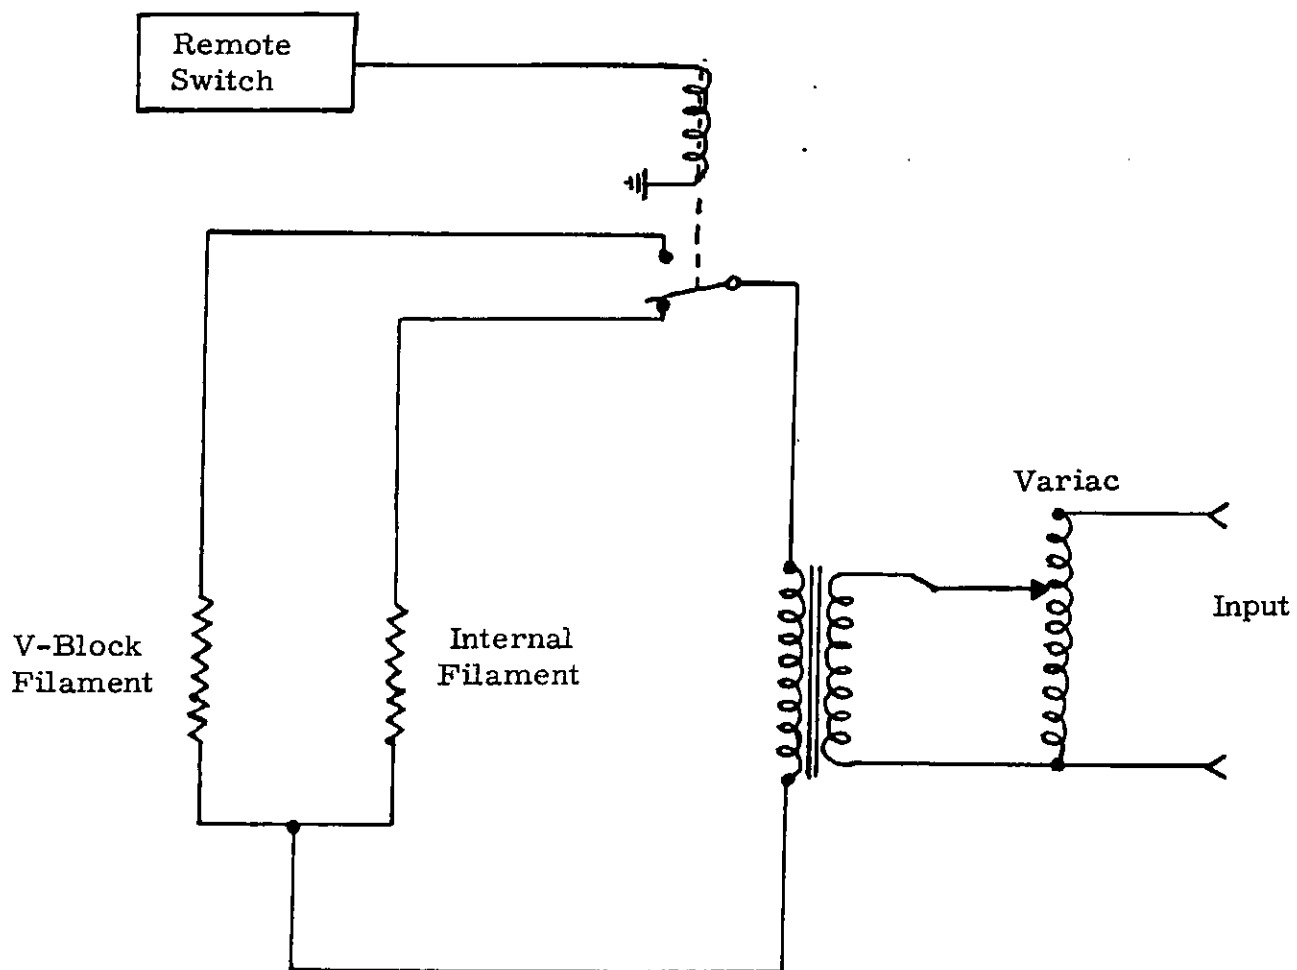 Remote
Switch
Variac
Input
V-Block
Filament
Internal
Filament